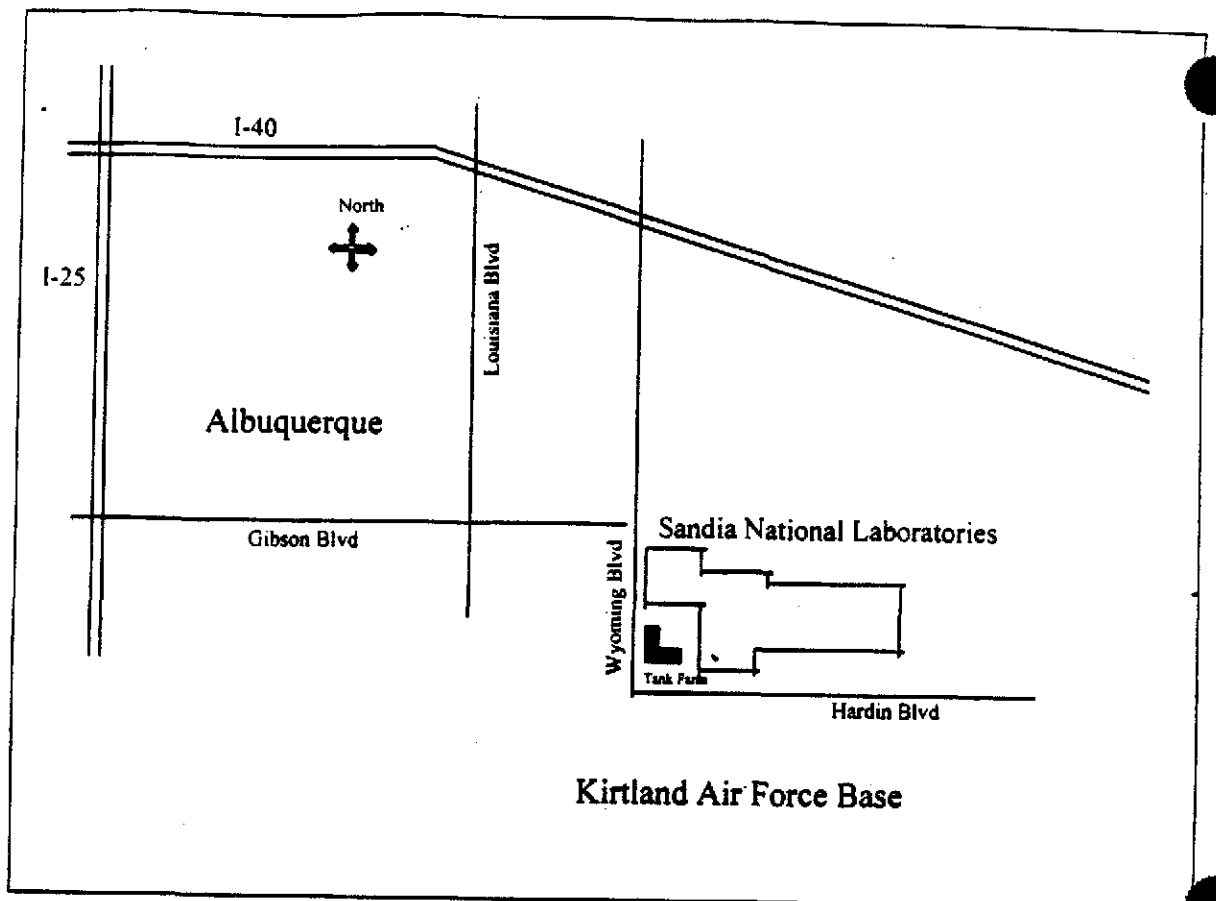 I-40
North
I-25
Louisiana Blvd
Albuquerque
Gibson Blvd
Sandia National Laboratories
Wyoming Blvd
Tank Farm
Hardin Blvd
Kirtland Air Force Base